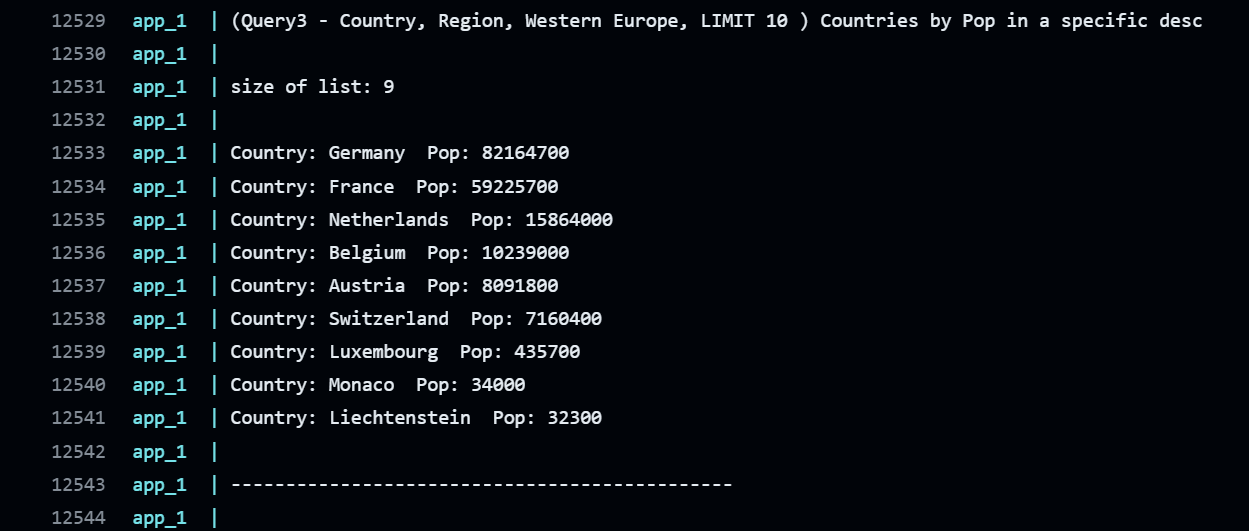 12529 app_1 | (Query3 - Country, Region, Western Europe, LIMIT 10 ) Countries by Pop in a specific desc
12530 app_1 |
12531 app_1 | size of list: 9
12532 app_1 |
12533 app_1 | Country: Germany  Pop: 82164700
12534 app_1 | Country: France  Pop: 59225700
12535 app_1 | Country: Netherlands  Pop: 15864000
12536 app_1 | Country: Belgium  Pop: 10239000
12537 app_1 | Country: Austria  Pop: 8091800
12538 app_1 | Country: Switzerland  Pop: 7160400
12539 app_1 | Country: Luxembourg  Pop: 435700
12540 app_1 | Country: Monaco  Pop: 34000
12541 app_1 | Country: Liechtenstein  Pop: 32300
12542 app_1 |
12543 app_1 | ----------------------------------------------
12544 app_1 |